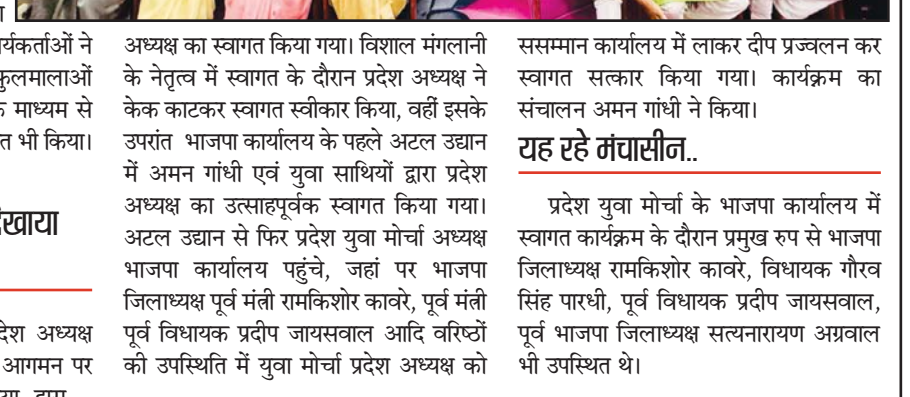 ा
र्यकर्ताओं ने
फुलमालाओं
के माध्यम से
त भी किया।
देखाया
देश अध्यक्ष
आगमन पर
अध्यक्ष का स्वागत किया गया। विशाल मंगलानी
के नेतृत्व में स्वागत के दौरान प्रदेश अध्यक्ष ने
केक काटकर स्वागत स्वीकार किया, वहीं इसके
उपरांत भाजपा कार्यालय के पहले अटल उद्यान
में अमन गांधी एवं युवा साथियों द्वारा प्रदेश
अध्यक्ष का उत्साहपूर्वक स्वागत किया गया।
अटल उद्यान से फिर प्रदेश युवा मोर्चा अध्यक्ष
भाजपा कार्यालय पहुंचे, जहां पर भाजपा
जिलाध्यक्ष पूर्व मंत्री रामकिशोर कावरे, पूर्व मंत्री
पूर्व विधायक प्रदीप जायसवाल आदि वरिष्ठों
की उपस्थिति में युवा मोर्चा प्रदेश अध्यक्ष को
ससम्मान कार्यालय में लाकर दीप प्रज्वलन कर
स्वागत सत्कार किया गया। कार्यक्रम का
संचालन अमन गांधी ने किया।
यह रहे मंचासीन..
प्रदेश युवा मोर्चा के भाजपा कार्यालय में
स्वागत कार्यक्रम के दौरान प्रमुख रुप से भाजपा
जिलाध्यक्ष रामकिशोर कावरे, विधायक गौरव
सिंह पारधी, पूर्व विधायक प्रदीप जायसवाल,
पूर्व भाजपा जिलाध्यक्ष सत्यनारायण अग्रवाल
भी उपस्थित थे।